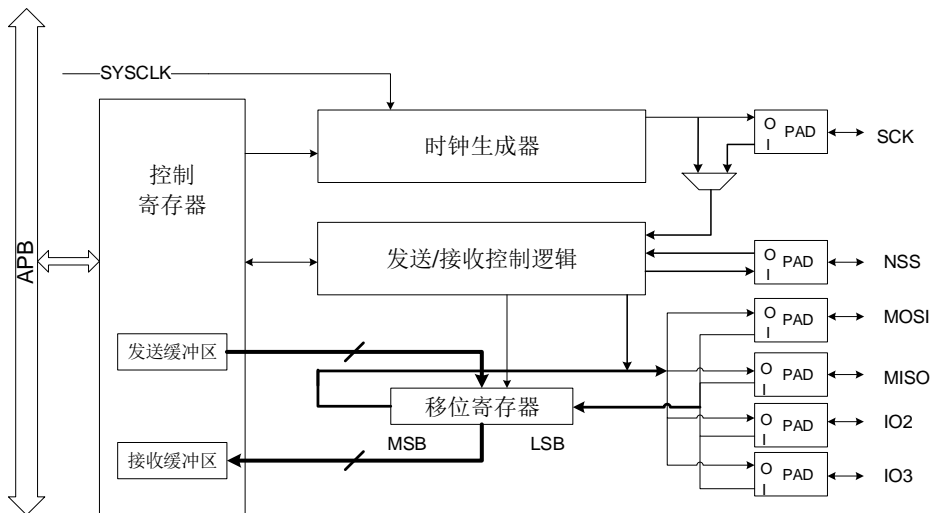 SYSCLK
时钟生成器
O
I
PAD
SCK
控制
寄存器
APB
发送/接收控制逻辑
O
I
PAD
NSS
O
I
PAD
MOSI
发送缓冲区
O
I
PAD
MISO
移位寄存器
MSB
LSB
O
I
PAD
IO2
接收缓冲区
O
I
PAD
IO3